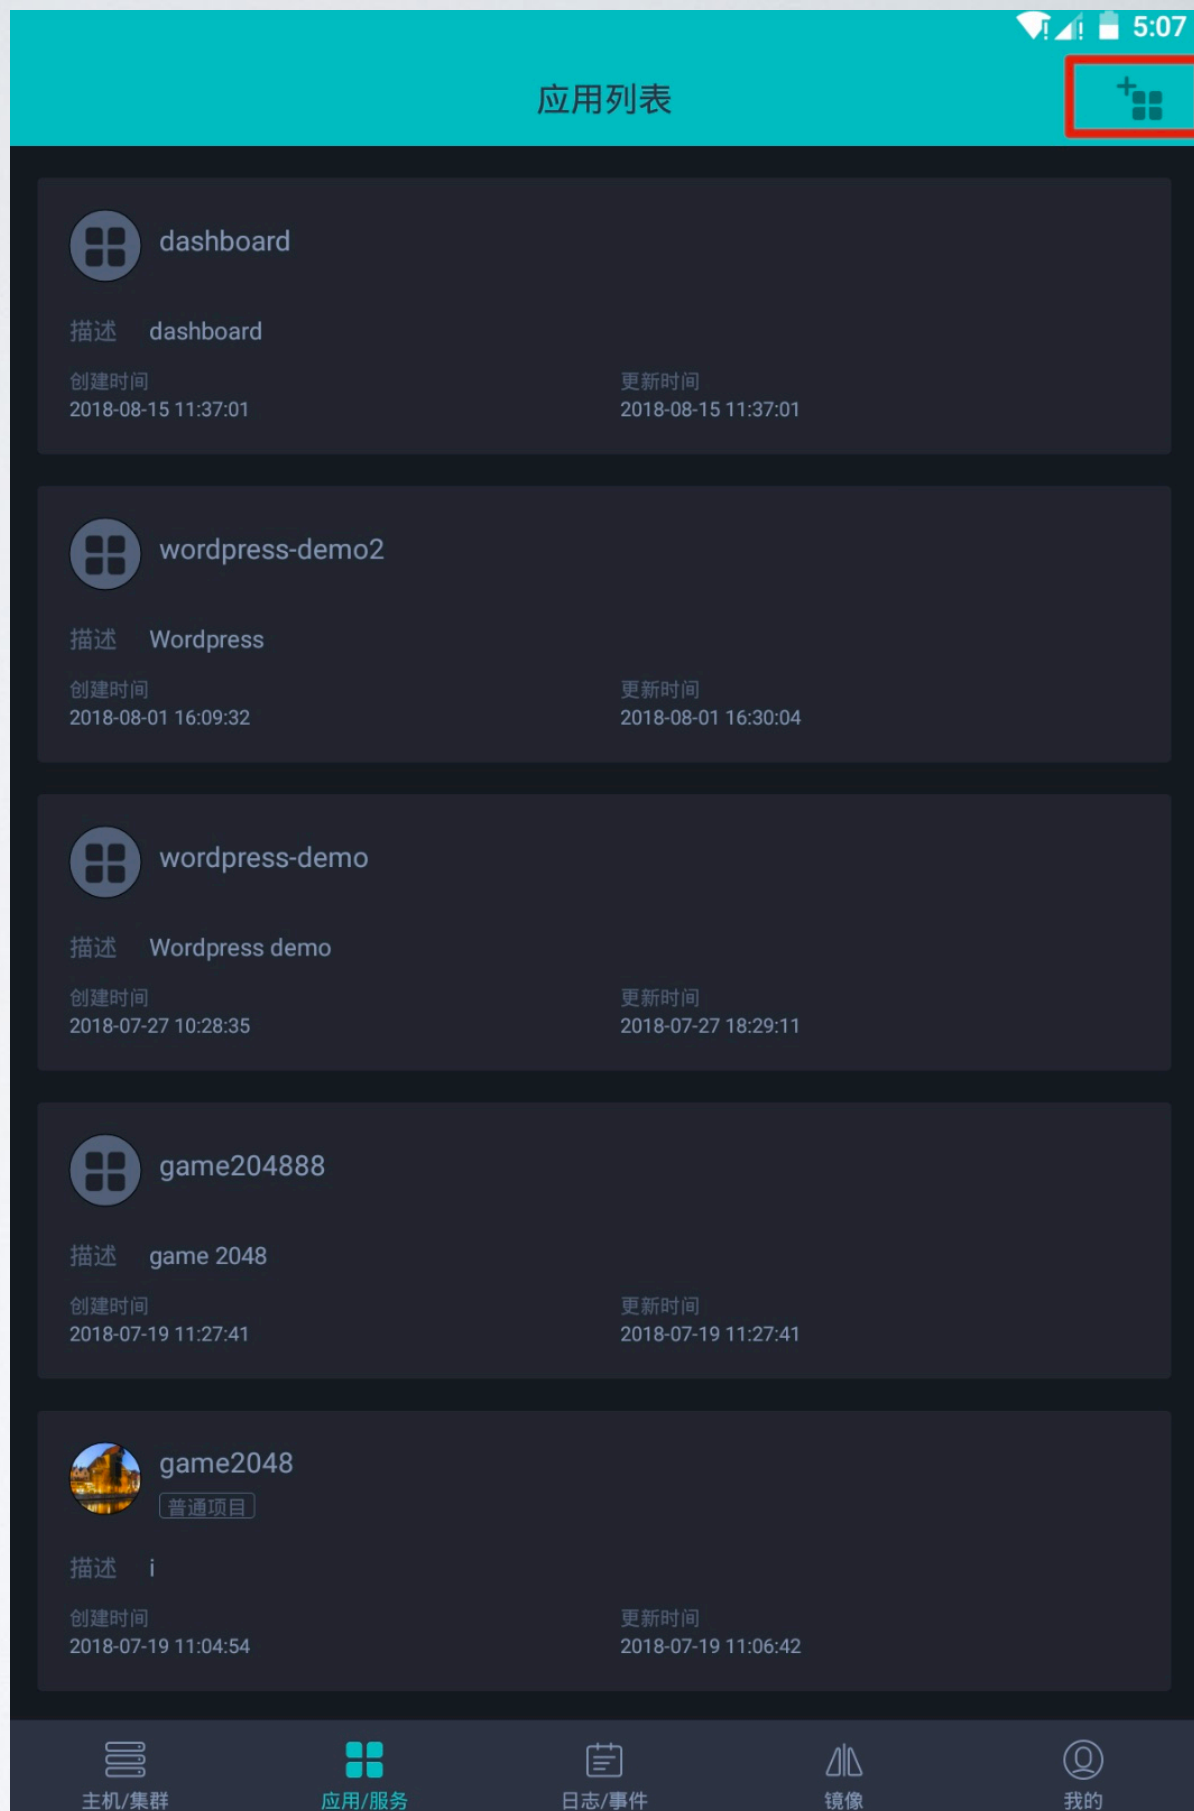 5:07
应用列表
dashboard
描述 dashboard
创建时间 更新时间
2018-08-15 11:37:01 2018-08-15 11:37:01
wordpress-demo2
描述 Wordpress
创建时间 更新时间
2018-08-01 16:09:32 2018-08-01 16:30:04
wordpress-demo
描述 Wordpress demo
创建时间 更新时间
2018-07-27 10:28:35 2018-07-27 18:29:11
game204888
描述 game 2048
创建时间 更新时间
2018-07-19 11:27:41 2018-07-19 11:27:41
game2048
普通项目
描述 i
创建时间 更新时间
2018-07-19 11:04:54 2018-07-19 11:06:42
主机/集群 应用/服务 日志/事件 镜像 我的